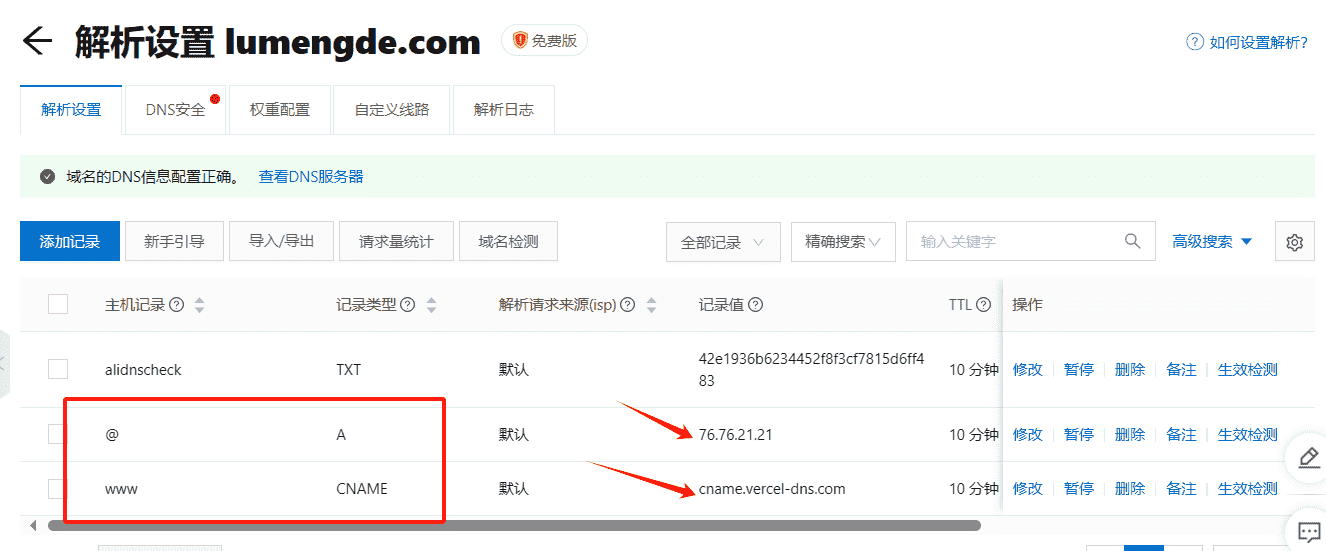 解析设置 lumengde.com 免费版 如何设置解析?
解析设置 DNS安全 权重配置 自定义线路 解析日志
域名的DNS信息配置正确。 查看DNS服务器
添加记录 新手引导 导入/导出 请求量统计 域名检测 全部记录 精确搜索 输入关键字 高级搜索
主机记录 记录类型 解析请求来源(isp) 记录值 TTL 操作
alidnscheck TXT 默认 42e1936b6234452f8f3cf7815d6ff4
83 10 分钟 修改 暂停 删除 备注 生效检测
@ A 默认 76.76.21.21 10 分钟 修改 暂停 删除 备注 生效检测
www CNAME 默认 cname.vercel-dns.com 10 分钟 修改 暂停 删除 备注 生效检测